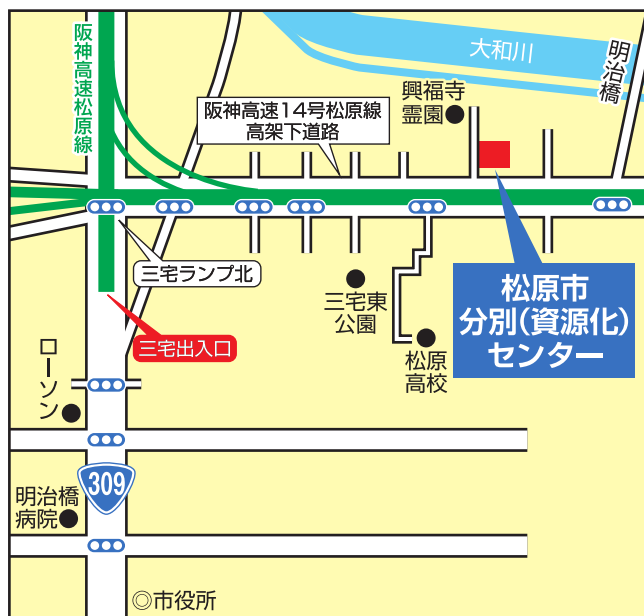 阪神高速松原線
大和川
明治橋
興福寺
霊園
阪神高速14号松原線
高架下道路
三宅ランプ北
三宅東
公園
松原市
分別(資源化)
センター
三宅出入口
ローソン
松原
高校
309
明治橋
病院
◎市役所